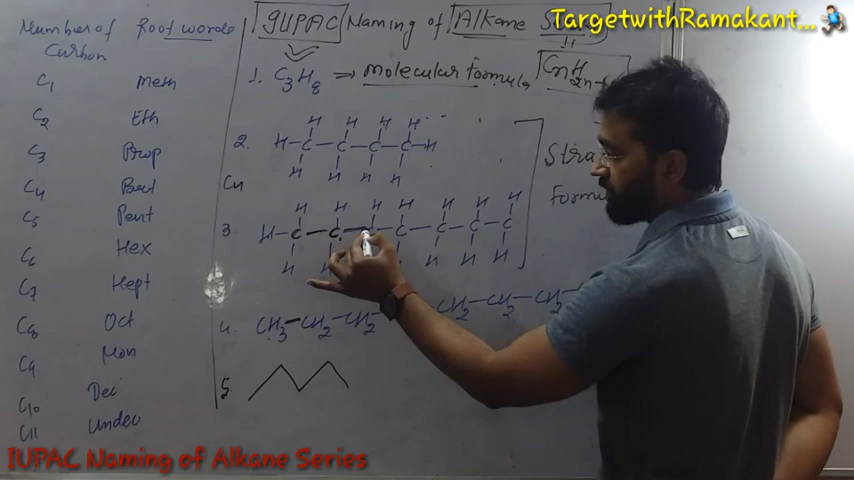 TargetwithRamakant...
Number of Carbon
Root words
C1 Meth
C2 Eth
C3 Prop
C4 But
C5 Pent
C6 Hex
C7 Hept
C8 Oct
C9 Non
C10 Dec
C11 Undec
IUPAC Naming of Alkane
1. C3H8 ⇒ Molecular formula CnH2n+
2.
H H H H
H-C-C-C-C-H
H H H H
3.
H H H H H H H
H-C-C-C-C-C-C
H H H H
4. CH3-CH2-CH2 CH2-CH2-CH2
5.
IUPAC Naming of Alkane Series